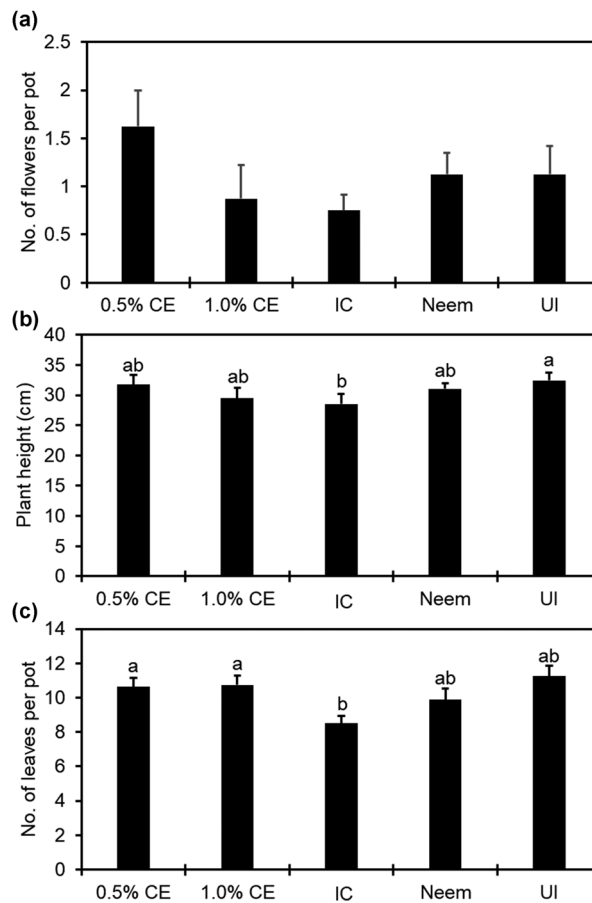 (a)
No. of flowers per pot
2.5
2
1.5
1
0.5
0
0.5% CE 1.0% CE IC Neem UI
(b)
Plant height (cm)
40
35
30
25
20
15
10
5
0
ab ab b ab a
0.5% CE 1.0% CE IC Neem UI
(c)
No. of leaves per pot
14
12
10
8
6
4
2
0
a a b ab ab
0.5% CE 1.0% CE IC Neem UI